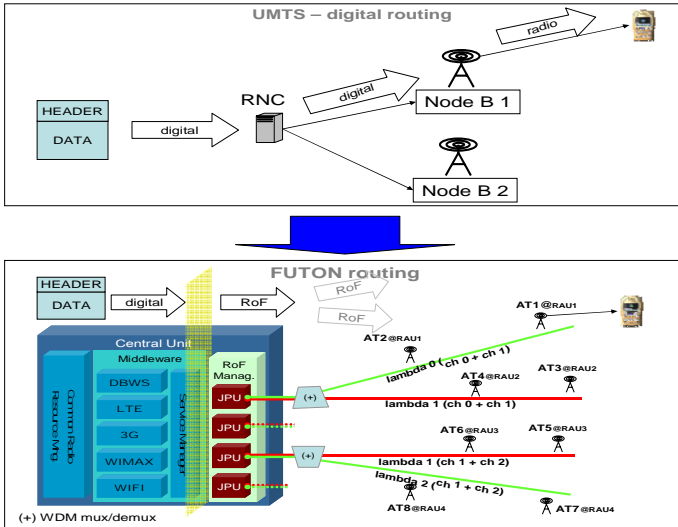 UMTS – digital routing
radio
RNC
digital
Node B 1
HEADER
DATA
digital
Node B 2
FUTON routing
HEADER
DATA
digital
RoF
RoF
RoF
AT1@RAU1
Central Unit
Middleware
RoF
Manag.
AT2@RAU1
lambda 0 ( ch 0 + ch 1)
Common Radio
Resource Mng
DBWS
LTE
3G
WIMAX
WIFI
Service Manager
JPU
JPU
JPU
JPU
(+)
(+)
AT4@RAU2
AT3@RAU2
lambda 1 (ch 0 + ch 1)
AT6@RAU3
AT5@RAU3
lambda 1 (ch 1 + ch 2)
lambda 2 (ch 1 + ch 2)
AT8@RAU4
AT7@RAU4
(+) WDM mux/demux